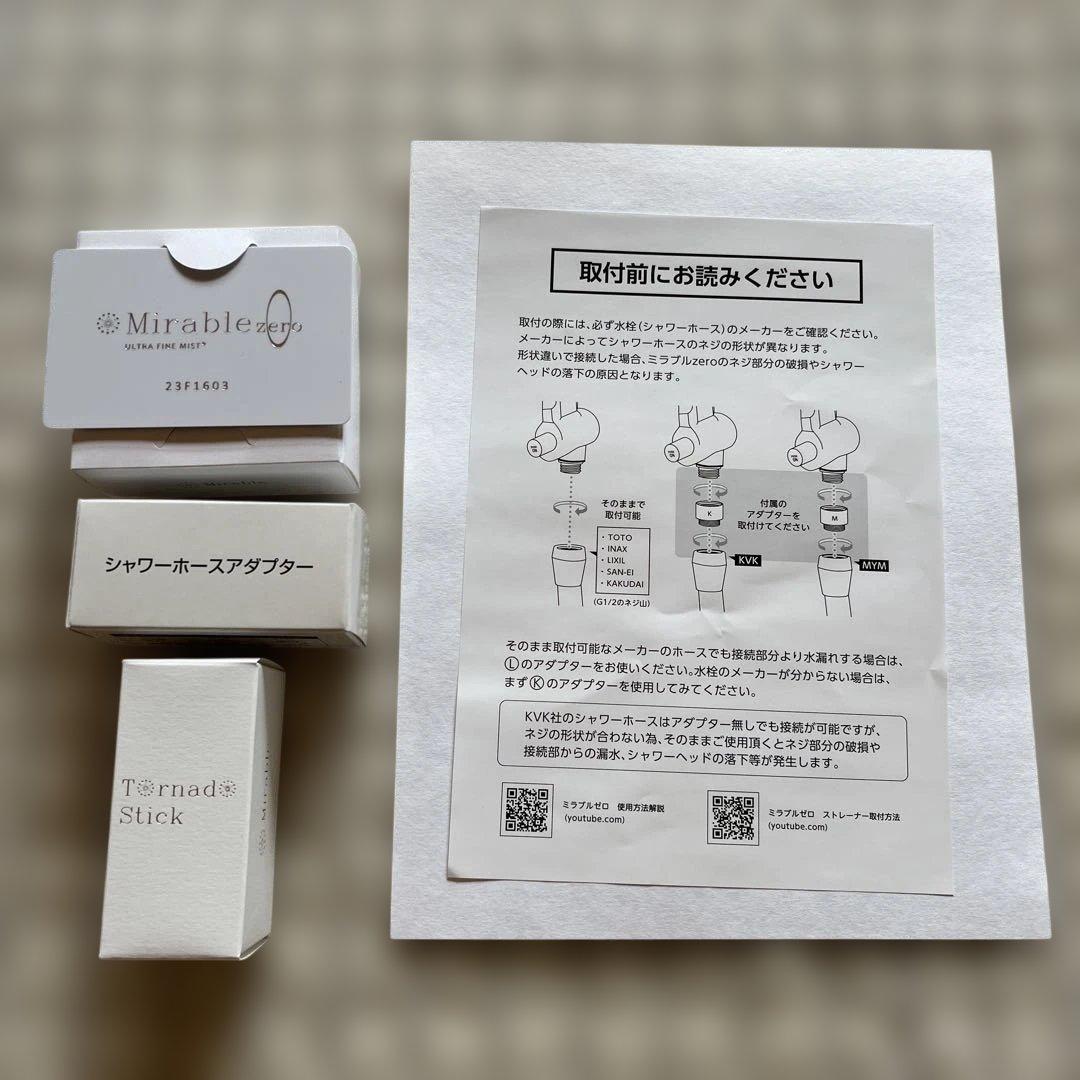 Mirable zero
ULTRA FINE MIST
23F1603
Mirable
シャワーホースアダプター
Tornado
Stick
Mirable
取付前にお読みください
取付の際には、必ず水栓(シャワーホース)のメーカーをご確認ください。
メーカーによってシャワーホースのネジの形状が異なります。
形状違いで接続した場合、ミラブルzeroのネジ部分の破損やシャワー
ヘッドの落下の原因となります。
そのままで
取付可能
・TOTO
・INAX
・LIXIL
・SAN-EI
・KAKUDAI
(G1/2のネジ山)
K
KVK
付属の
アダプターを
取付けてください
M
MYM
そのまま取付可能なメーカーのホースでも接続部分より水漏れする場合は、
Ⓛのアダプターをお使いください。水栓のメーカーが分からない場合は、
まずⓀのアダプターを使用してみてください。
KVK社のシャワーホースはアダプター無しでも接続が可能ですが、
ネジの形状が合わない為、そのままご使用頂くとネジ部分の破損や
接続部からの漏水、シャワーヘッドの落下等が発生します。
ミラブルゼロ 使用方法解説
(youtube.com)
ミラブルゼロ ストレーナー取付方法
(youtube.com)